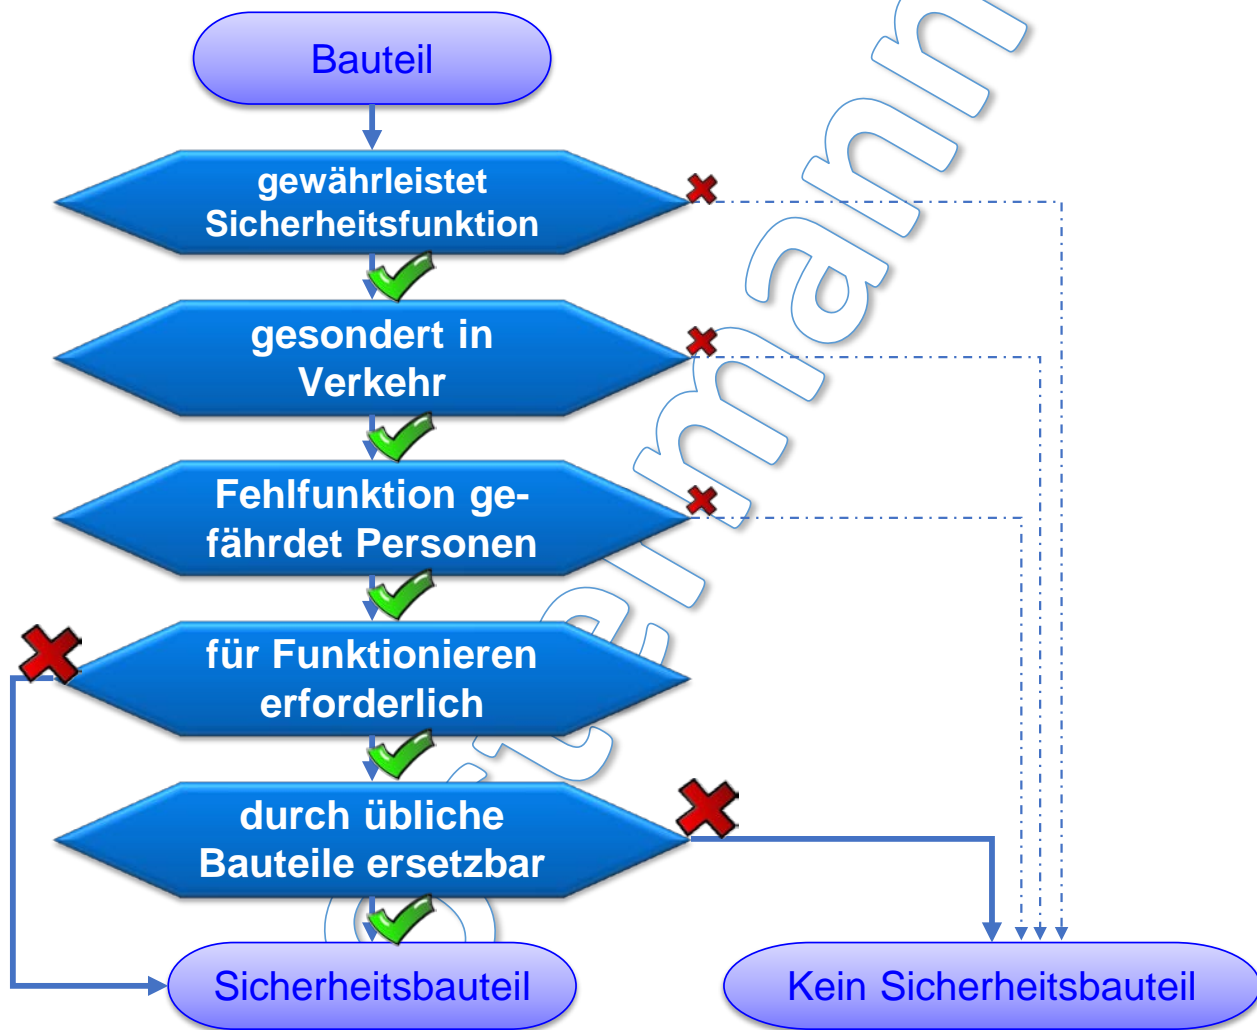 Bauteil
gewährleistet
Sicherheitsfunktion
gesondert in
Verkehr
Fehlfunktion ge-
fährdet Personen
für Funktionieren
erforderlich
durch übliche
Bauteile ersetzbar
Sicherheitsbauteil
Kein Sicherheitsbauteil